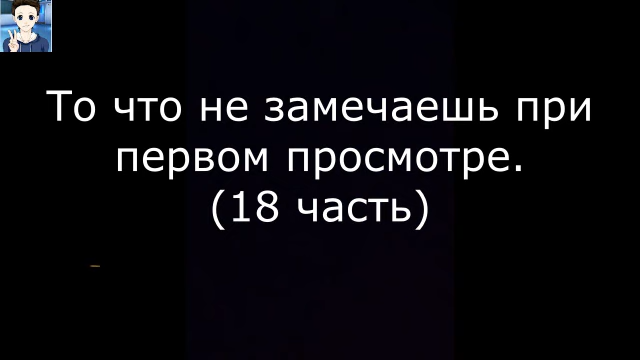 То что не замечаешь при
первом просмотре.
(18 часть)